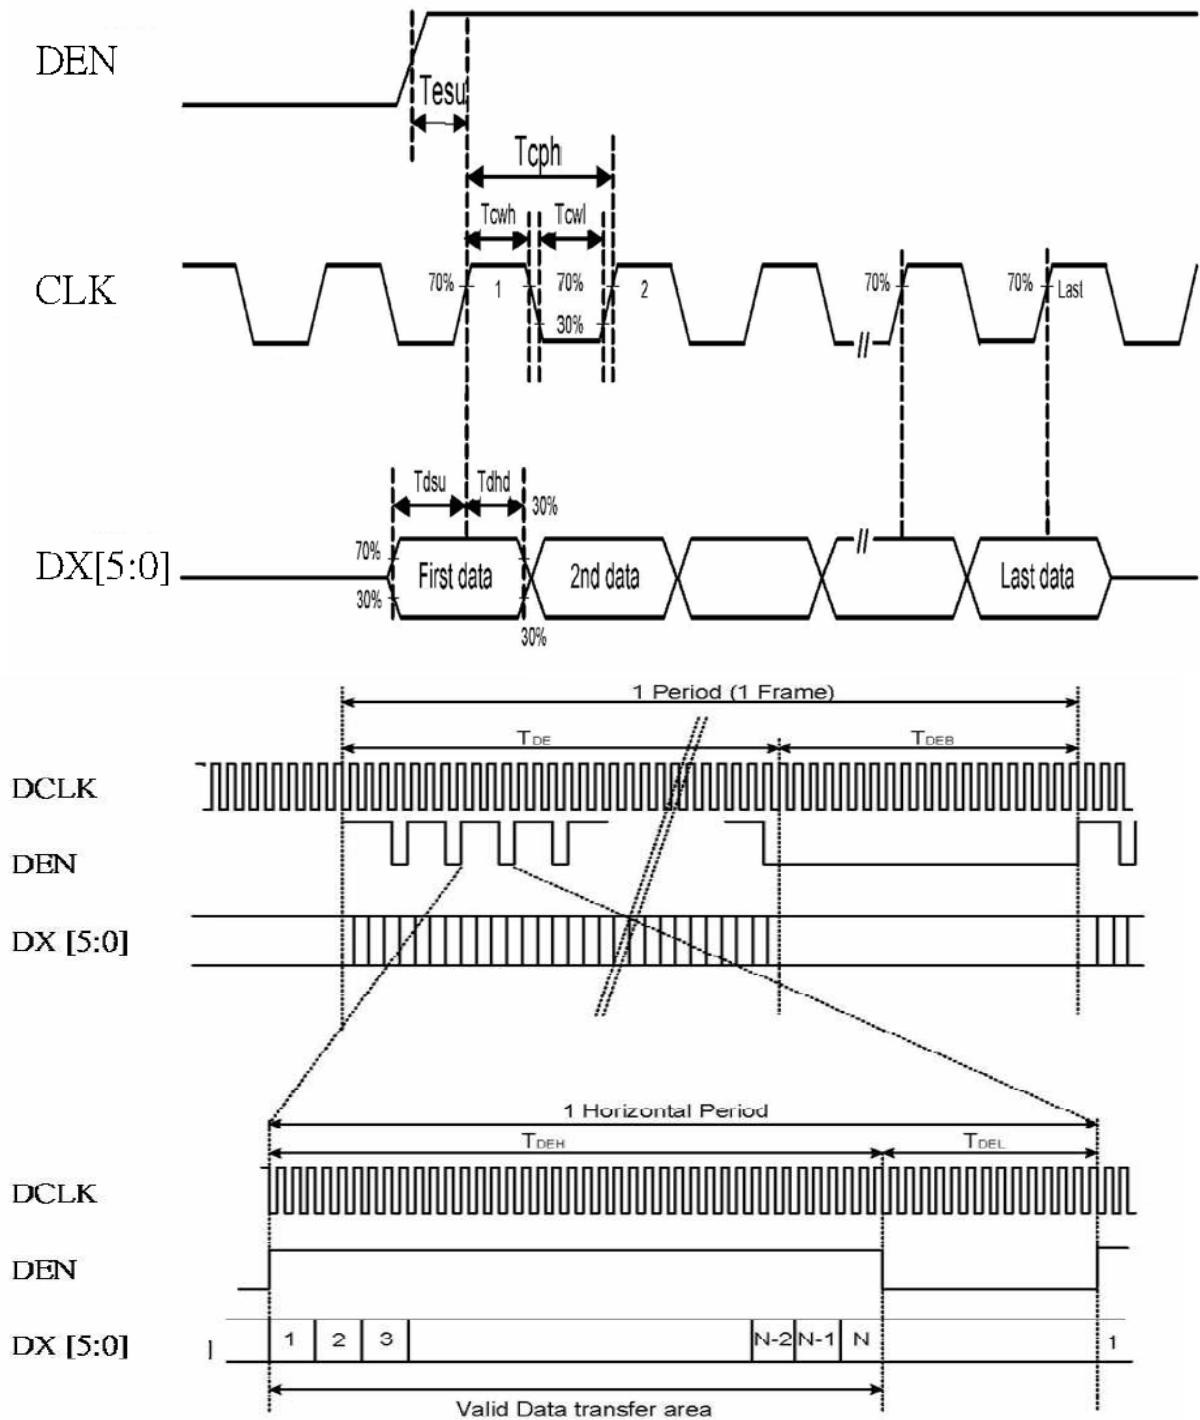 DEN
Tesu
Tcph
Tcwh Tcwl
CLK
70% 1 70% 2 70% 70% Last
30%
Tdsu Tdhd
30%
DX[5:0]
70%
First data 2nd data // Last data
30%
30%
1 Period (1 Frame)
TDE TDEB
DCLK
DEN
DX [5:0]
1 Horizontal Period
TDEH TDEL
DCLK
DEN
DX [5:0] 1 2 3 N-2 N-1 N 1
Valid Data transfer area